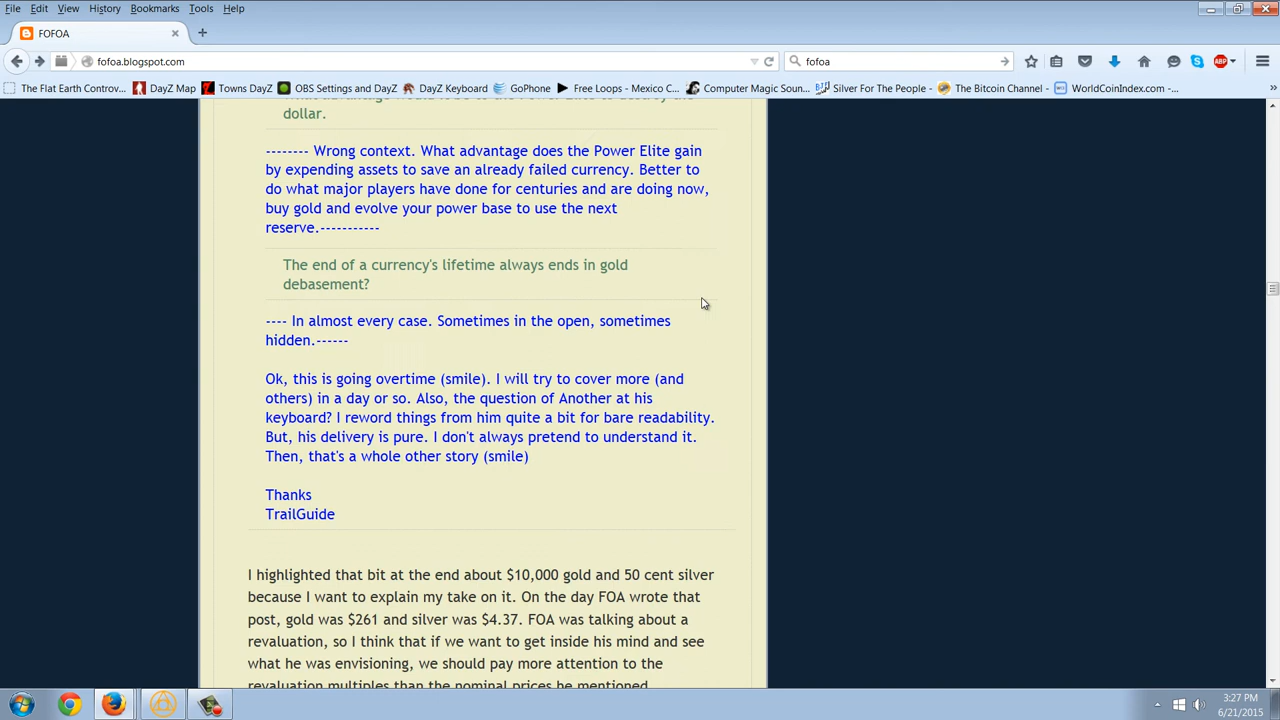 File Edit View History Bookmarks Tools Help
FOFOA
fofoa.blogspot.com
fofoa
The Flat Earth Controv... DayZ Map Towns DayZ OBS Settings and DayZ DayZ Keyboard GoPhone Free Loops - Mexico C... Computer Magic Soun... Silver For The People - The Bitcoin Channel - WorldCoinIndex.com -...
dollar.
-------- Wrong context. What advantage does the Power Elite gain
by expending assets to save an already failed currency. Better to
do what major players have done for centuries and are doing now,
buy gold and evolve your power base to use the next
reserve.-----------
The end of a currency's lifetime always ends in gold
debasement?
---- In almost every case. Sometimes in the open, sometimes
hidden.------
Ok, this is going overtime (smile). I will try to cover more (and
others) in a day or so. Also, the question of Another at his
keyboard? I reword things from him quite a bit for bare readability.
But, his delivery is pure. I don't always pretend to understand it.
Then, that's a whole other story (smile)
Thanks
TrailGuide
I highlighted that bit at the end about $10,000 gold and 50 cent silver
because I want to explain my take on it. On the day FOA wrote that
post, gold was $261 and silver was $4.37. FOA was talking about a
revaluation, so I think that if we want to get inside his mind and see
what he was envisioning, we should pay more attention to the
revaluation multiples than the nominal prices he mentioned.
3:27 PM
6/21/2015